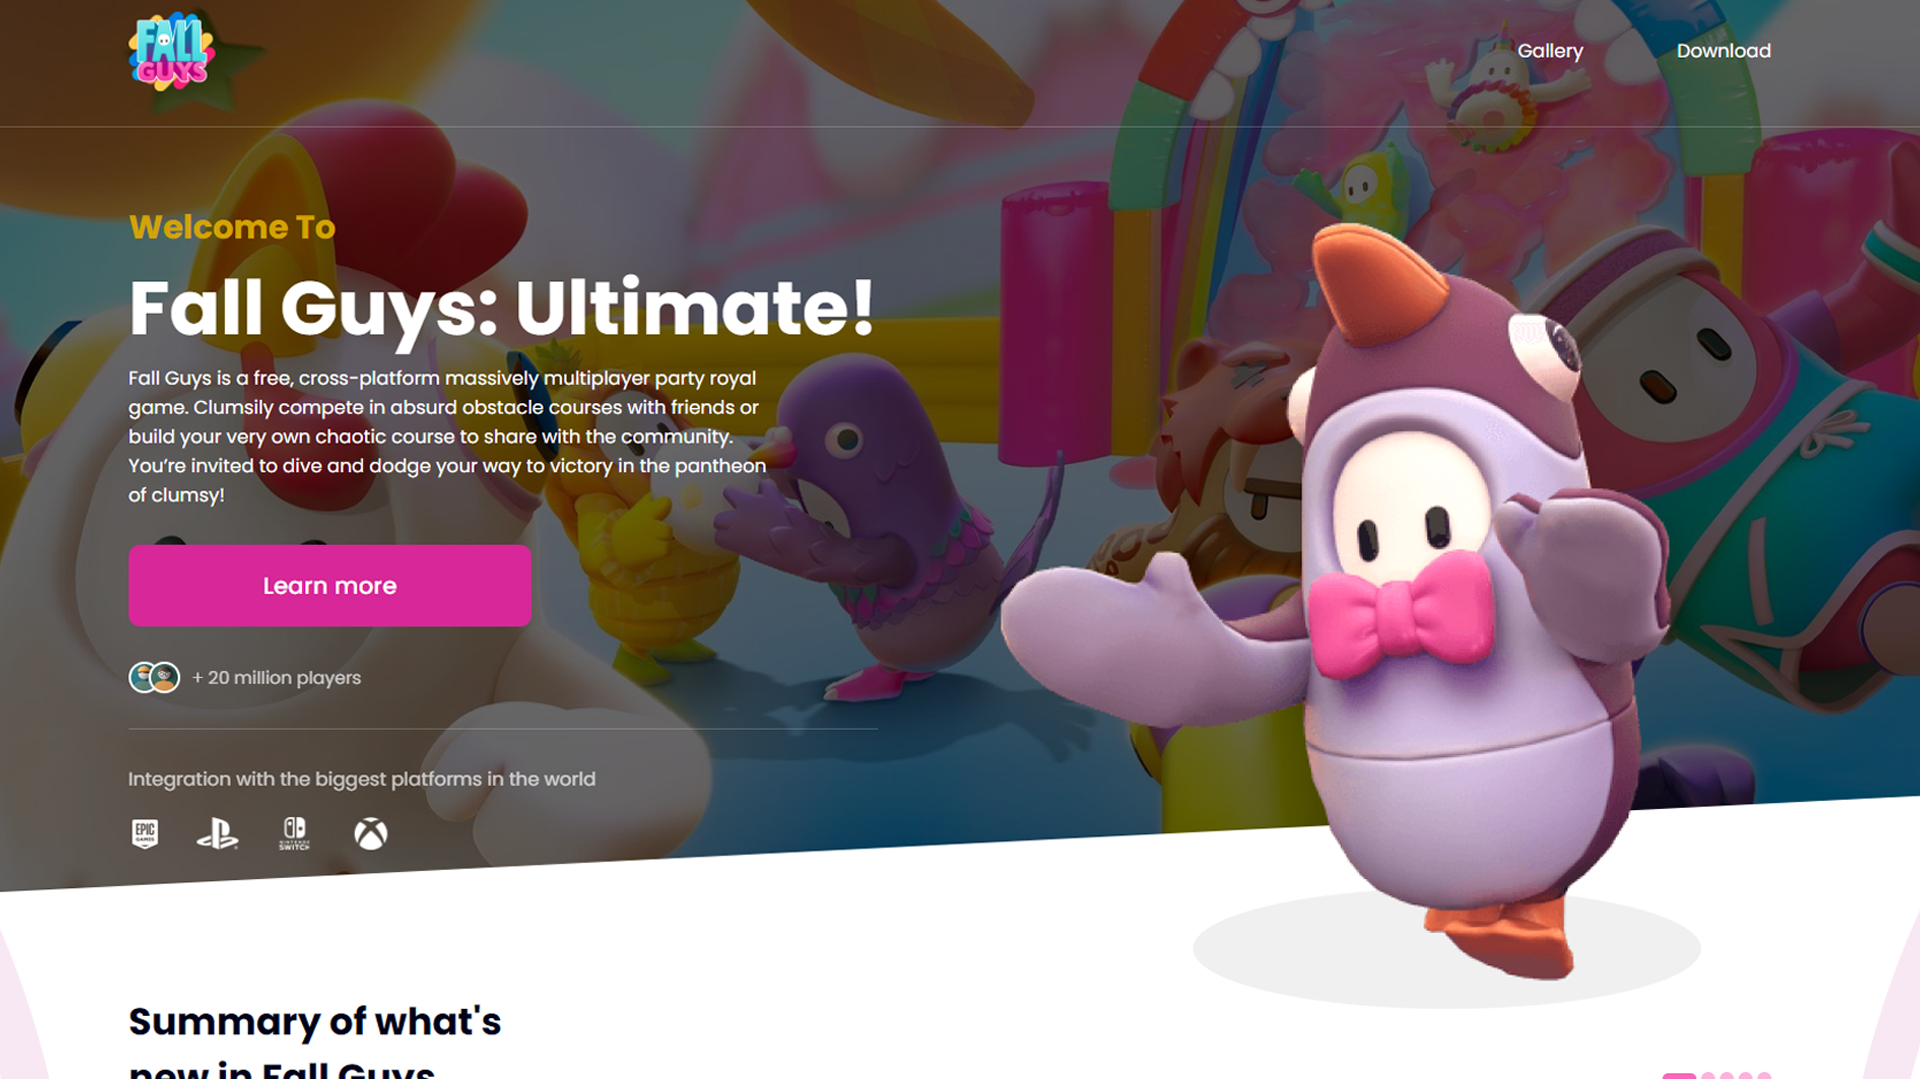 FALL
GUYS
Gallery
Download
Welcome To
Fall Guys: Ultimate!
Fall Guys is a free, cross-platform massively multiplayer party royal
game. Clumsily compete in absurd obstacle courses with friends or
build your very own chaotic course to share with the community.
You’re invited to dive and dodge your way to victory in the pantheon
of clumsy!
Learn more
+ 20 million players
Integration with the biggest platforms in the world
EPIC
GAMES
NINTENDO
SWITCH
Summary of what's
new in Fall Guys